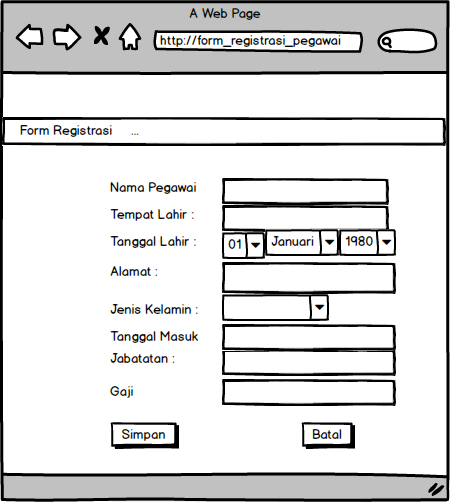 A Web Page
http://form_registrasi_pegawai
Form Registrasi ...
Nama Pegawai
Tempat Lahir :
Tanggal Lahir : 01 Januari 1980
Alamat :
Jenis Kelamin :
Tanggal Masuk
Jabatatan :
Gaji
Simpan Batal